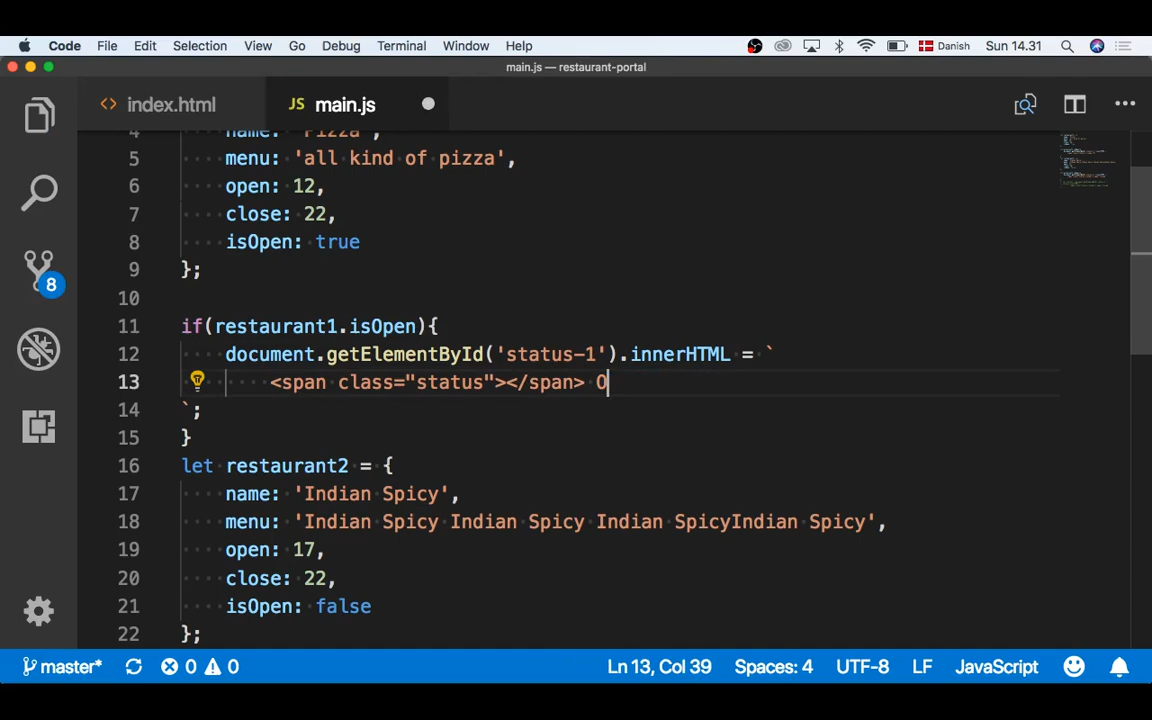 Code File Edit Selection View Go Debug Terminal Window Help Danish Sun 14.31
main.js — restaurant-portal
<> index.html JS main.js
4 name: 'Pizza',
5 menu: 'all kind of pizza',
6 open: 12,
7 close: 22,
8 isOpen: true
9 };
10
11 if(restaurant1.isOpen){
12 document.getElementById('status-1').innerHTML = `
13 <span class="status"></span> O
14 `;
15 }
16 let restaurant2 = {
17 name: 'Indian Spicy',
18 menu: 'Indian Spicy Indian Spicy Indian SpicyIndian Spicy',
19 open: 17,
20 close: 22,
21 isOpen: false
22 };
8
master* 0 0 Ln 13, Col 39 Spaces: 4 UTF-8 LF JavaScript